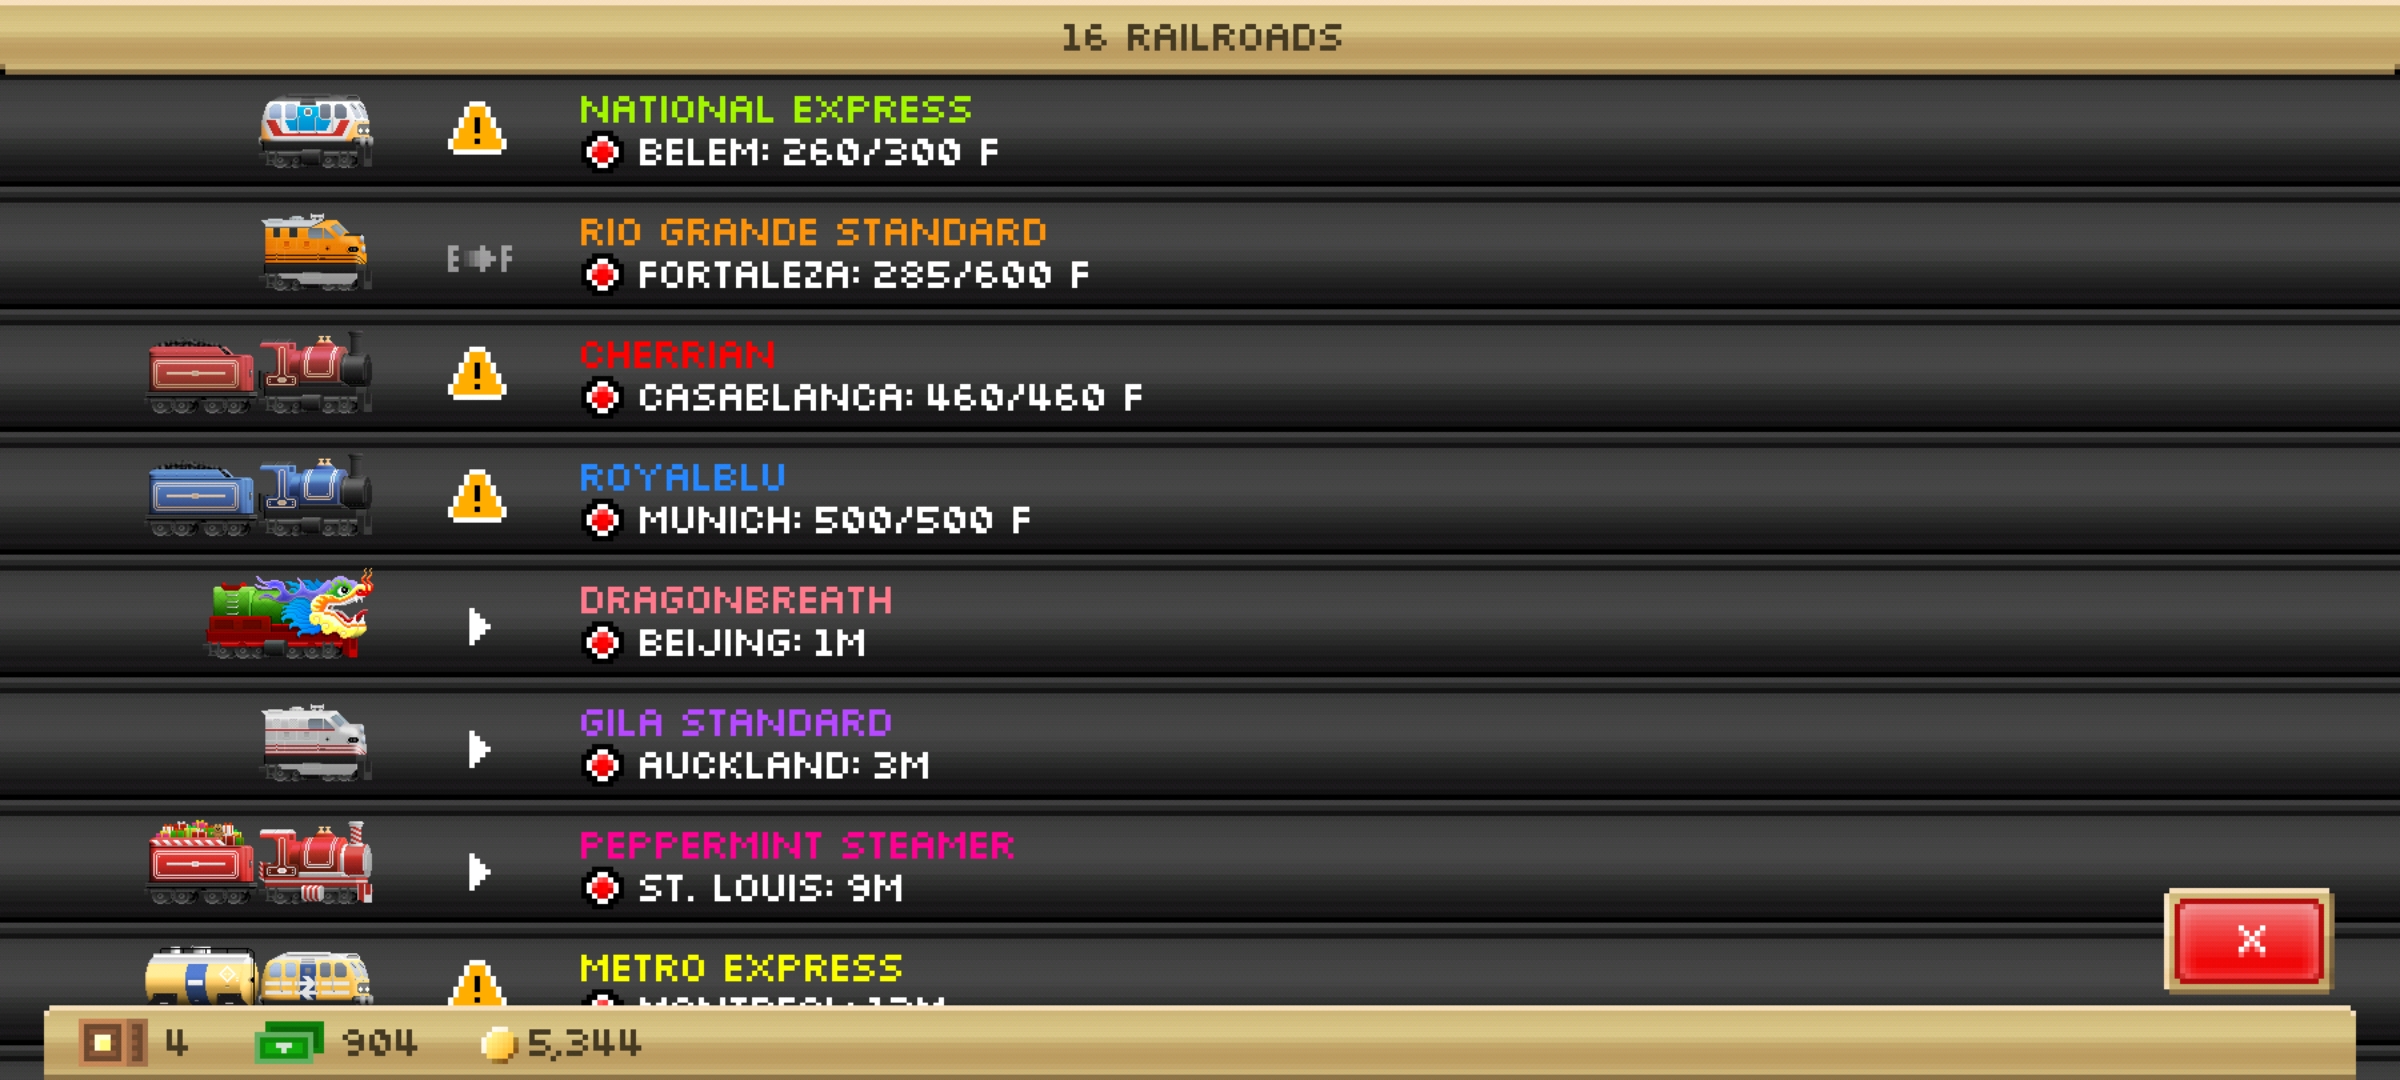 16 RAILROADS
NATIONAL EXPRESS
BELEM: 260/300 F
RIO GRANDE STANDARD
E F
FORTALEZA: 285/600 F
CHERRIAN
CASABLANCA: 460/460 F
ROYALBLU
MUNICH: 500/500 F
DRAGONBREATH
BEIJING: 1M
GILA STANDARD
AUCKLAND: 3M
PEPPERMINT STEAMER
ST. LOUIS: 9M
METRO EXPRESS
X
4 904 5,344